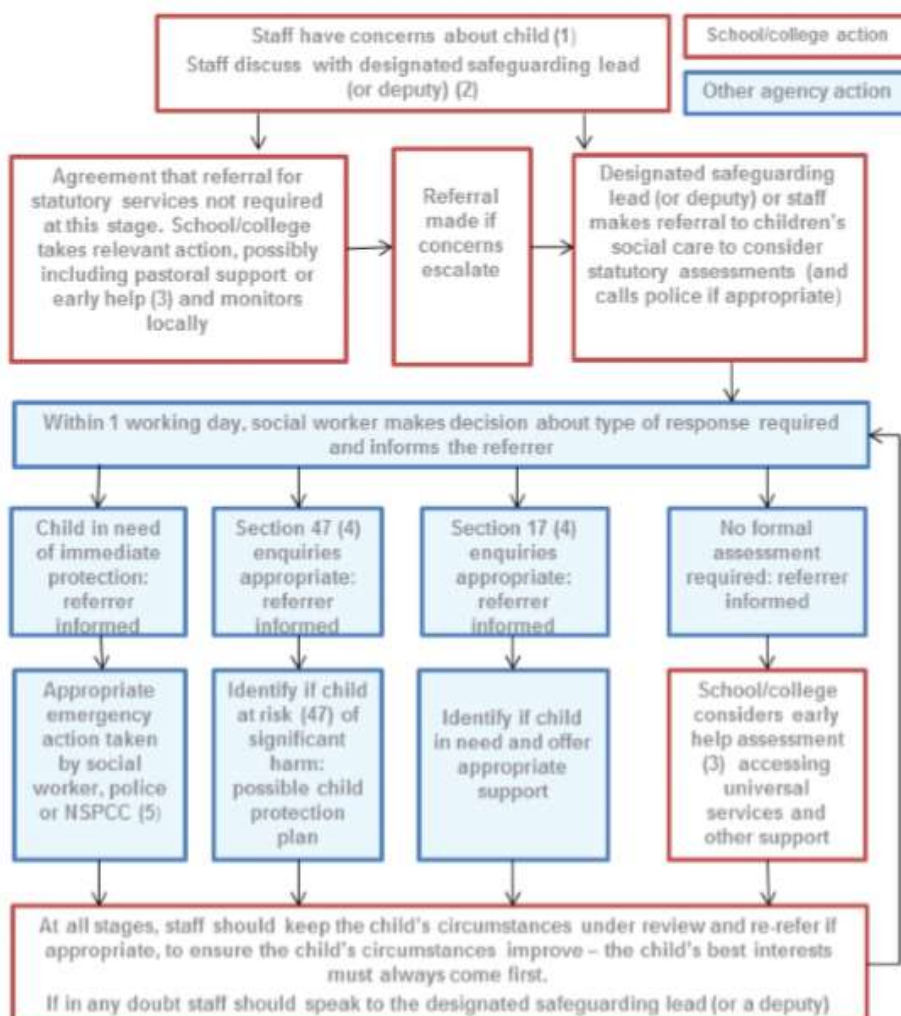 Staff have concerns about child (1)
Staff discuss with designated safeguarding lead
(or deputy) (2)
School/college action
Other agency action
Agreement that referral for
statutory services not required
at this stage. School/college
takes relevant action, possibly
including pastoral support or
early help (3) and monitors
locally
Referral
made if
concerns
escalate
Designated safeguarding
lead (or deputy) or staff
makes referral to children's
social care to consider
statutory assessments (and
calls police if appropriate)
Within 1 working day, social worker makes decision about type of response required
and informs the referrer
Child in need
of immediate
protection:
referrer
informed
Section 47 (4)
enquiries
appropriate:
referrer
informed
Section 17 (4)
enquiries
appropriate:
referrer
informed
No formal
assessment
required: referrer
informed
Appropriate
emergency
action taken
by social
worker, police
or NSPCC (5)
Identify if child
at risk (47) of
significant
harm:
possible child
protection
plan
Identify if child
in need and offer
appropriate
support
School/college
considers early
help assessment
(3) accessing
universal
services and
other support
At all stages, staff should keep the child's circumstances under review and re-refer if
appropriate, to ensure the child's circumstances improve – the child's best interests
must always come first.
If in any doubt staff should speak to the designated safeguarding lead (or a deputy)